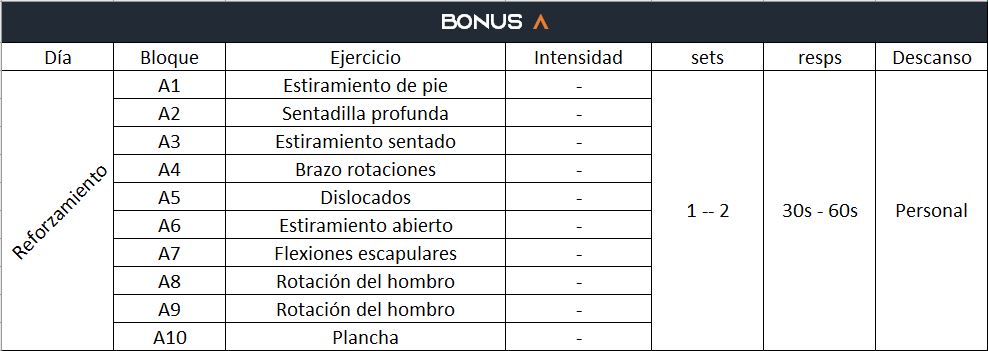 BONUS A
Día Bloque Ejercicio Intensidad sets resps Descanso
Reforzamiento
A1 Estiramiento de pie -
A2 Sentadilla profunda -
A3 Estiramiento sentado -
A4 Brazo rotaciones -
A5 Dislocados -
1 -- 2 30s - 60s Personal
A6 Estiramiento abierto -
A7 Flexiones escapulares -
A8 Rotación del hombro -
A9 Rotación del hombro -
A10 Plancha -